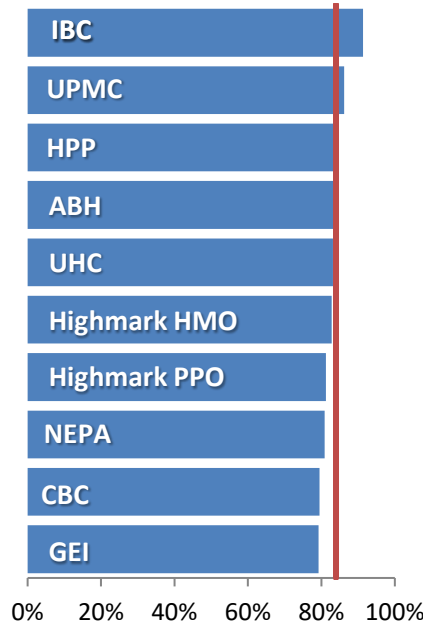 IBC
UPMC
HPP
ABH
UHC
Highmark HMO
Highmark PPO
NEPA
CBC
GEI
0% 20% 40% 60% 80% 100%